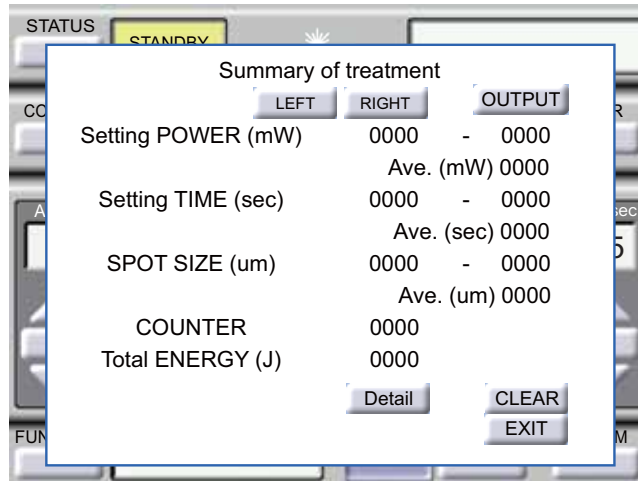 STATUS
STANDBY
Summary of treatment
LEFT RIGHT OUTPUT
Setting POWER (mW) 0000 - 0000
Ave. (mW) 0000
Setting TIME (sec) 0000 - 0000
Ave. (sec) 0000
SPOT SIZE (um) 0000 - 0000
Ave. (um) 0000
COUNTER 0000
Total ENERGY (J) 0000
Detail CLEAR
EXIT